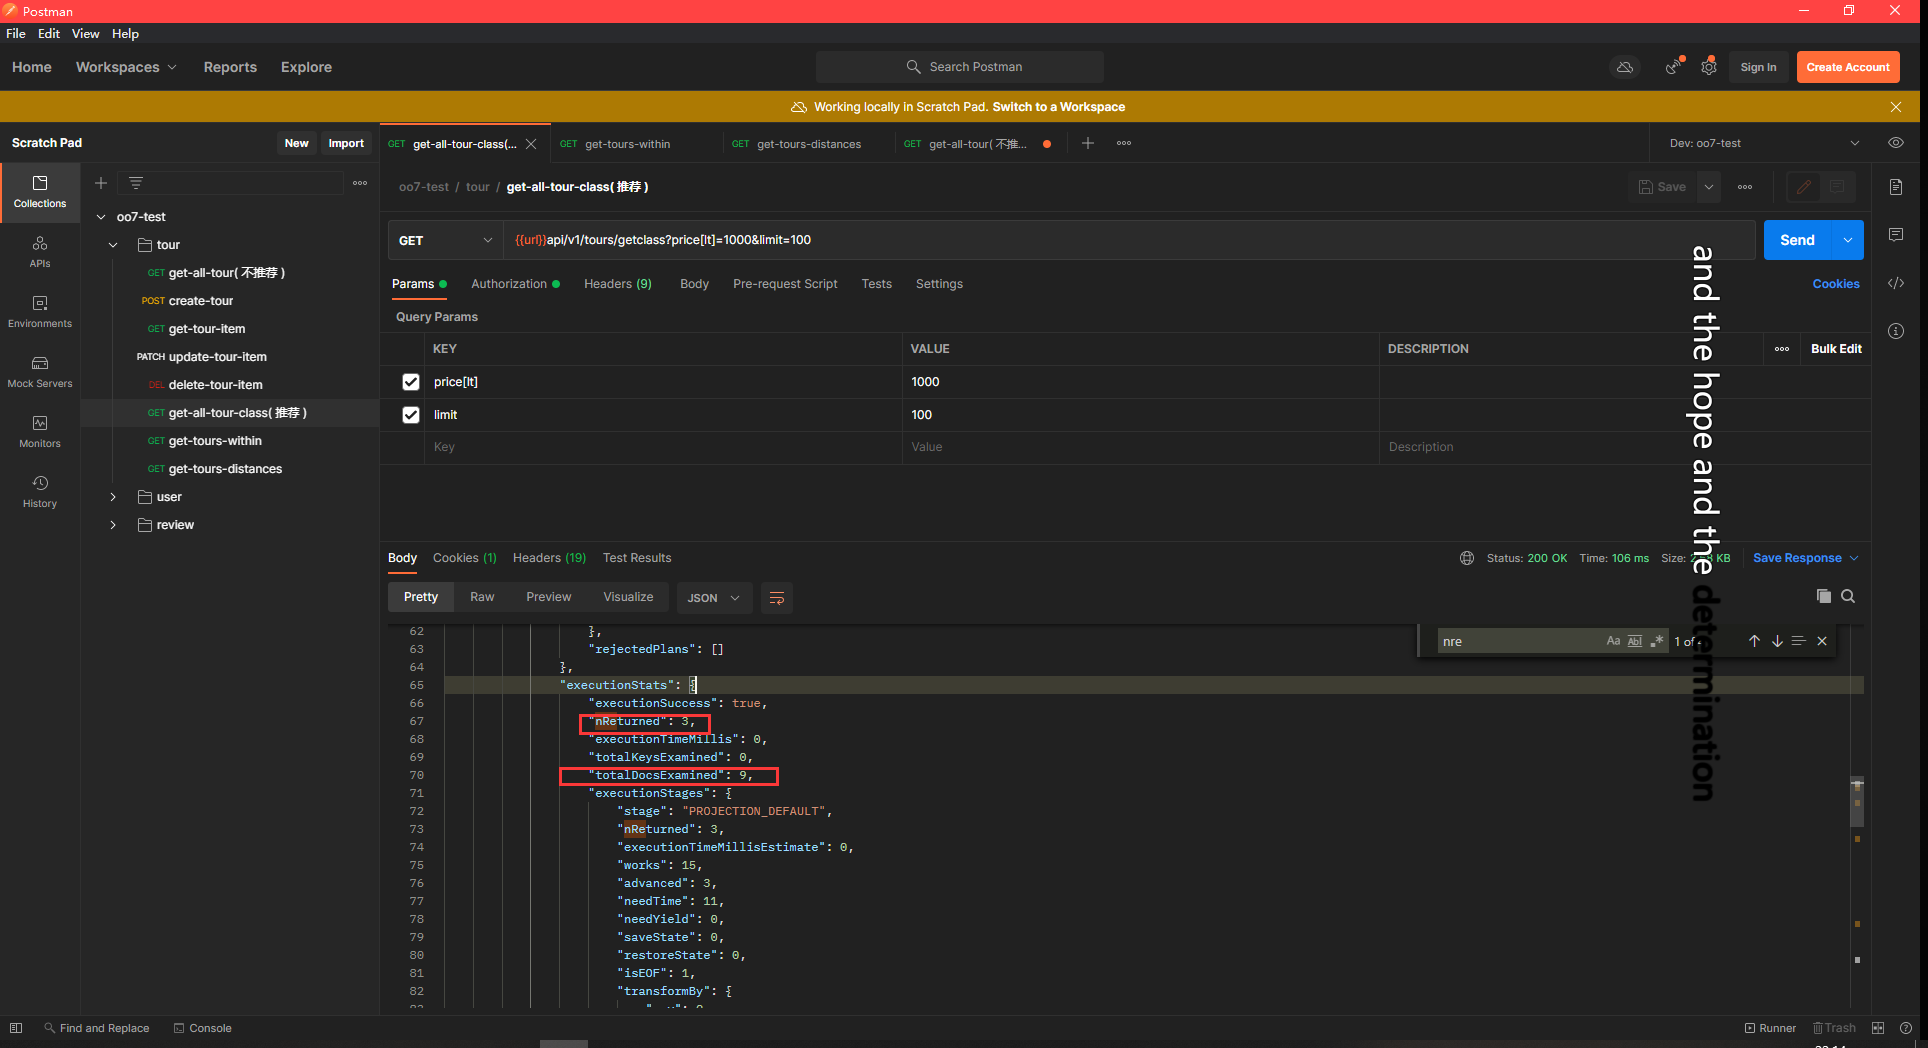 Postman
File Edit View Help
Home Workspaces Reports Explore
Search Postman
Sign In
Create Account
Working locally in Scratch Pad. Switch to a Workspace
Scratch Pad
New
Import
GET get-all-tour-class(...
GET get-tours-within
GET get-tours-distances
GET get-all-tour(不推荐...
Dev: oo7-test
Collections
APIs
Environments
Mock Servers
Monitors
History
oo7-test
tour
GET get-all-tour(不推荐)
POST create-tour
GET get-tour-item
PATCH update-tour-item
DEL delete-tour-item
GET get-all-tour-class(推荐)
GET get-tours-within
GET get-tours-distances
user
review
oo7-test / tour / get-all-tour-class(推荐)
Save
GET
{{url}}api/v1/tours/getclass?price[lt]=1000&limit=100
Send
Params Authorization Headers (9) Body Pre-request Script Tests Settings
Cookies
Query Params
KEY VALUE DESCRIPTION
Bulk Edit
price[lt] 1000
limit 100
Key Value Description
Body Cookies (1) Headers (19) Test Results
Status: 200 OK Time: 106 ms Size: KB
Save Response
Pretty Raw Preview Visualize
JSON
nre
Aa Abl .*
1 of
62 },
63 "rejectedPlans": []
64 },
65 "executionStats": {
66 "executionSuccess": true,
67 "nReturned": 3,
68 "executionTimeMillis": 0,
69 "totalKeysExamined": 0,
70 "totalDocsExamined": 9,
71 "executionStages": {
72 "stage": "PROJECTION_DEFAULT",
73 "nReturned": 3,
74 "executionTimeMillisEstimate": 0,
75 "works": 15,
76 "advanced": 3,
77 "needTime": 11,
78 "needYield": 0,
79 "saveState": 0,
80 "restoreState": 0,
81 "isEOF": 1,
82 "transformBy": {
and the hope and the determination
Find and Replace
Console
Runner
Trash